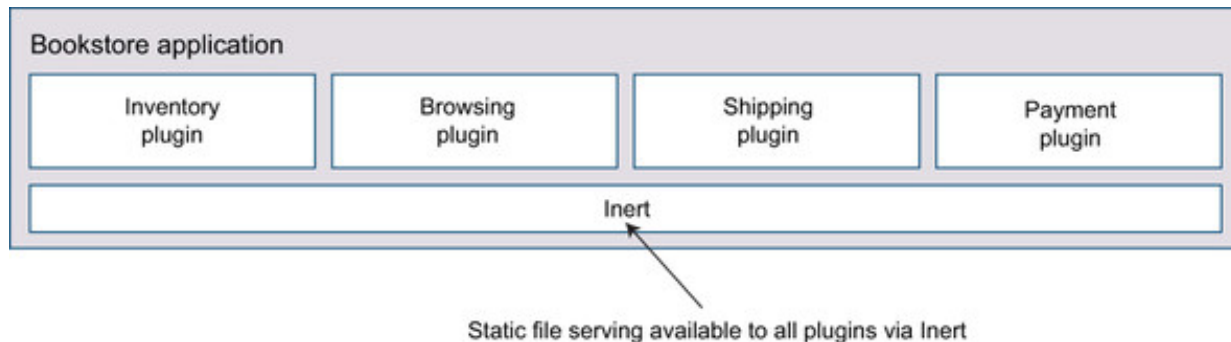 Bookstore application
Inventory
plugin
Browsing
plugin
Shipping
plugin
Payment
plugin
Inert
Static file serving available to all plugins via Inert